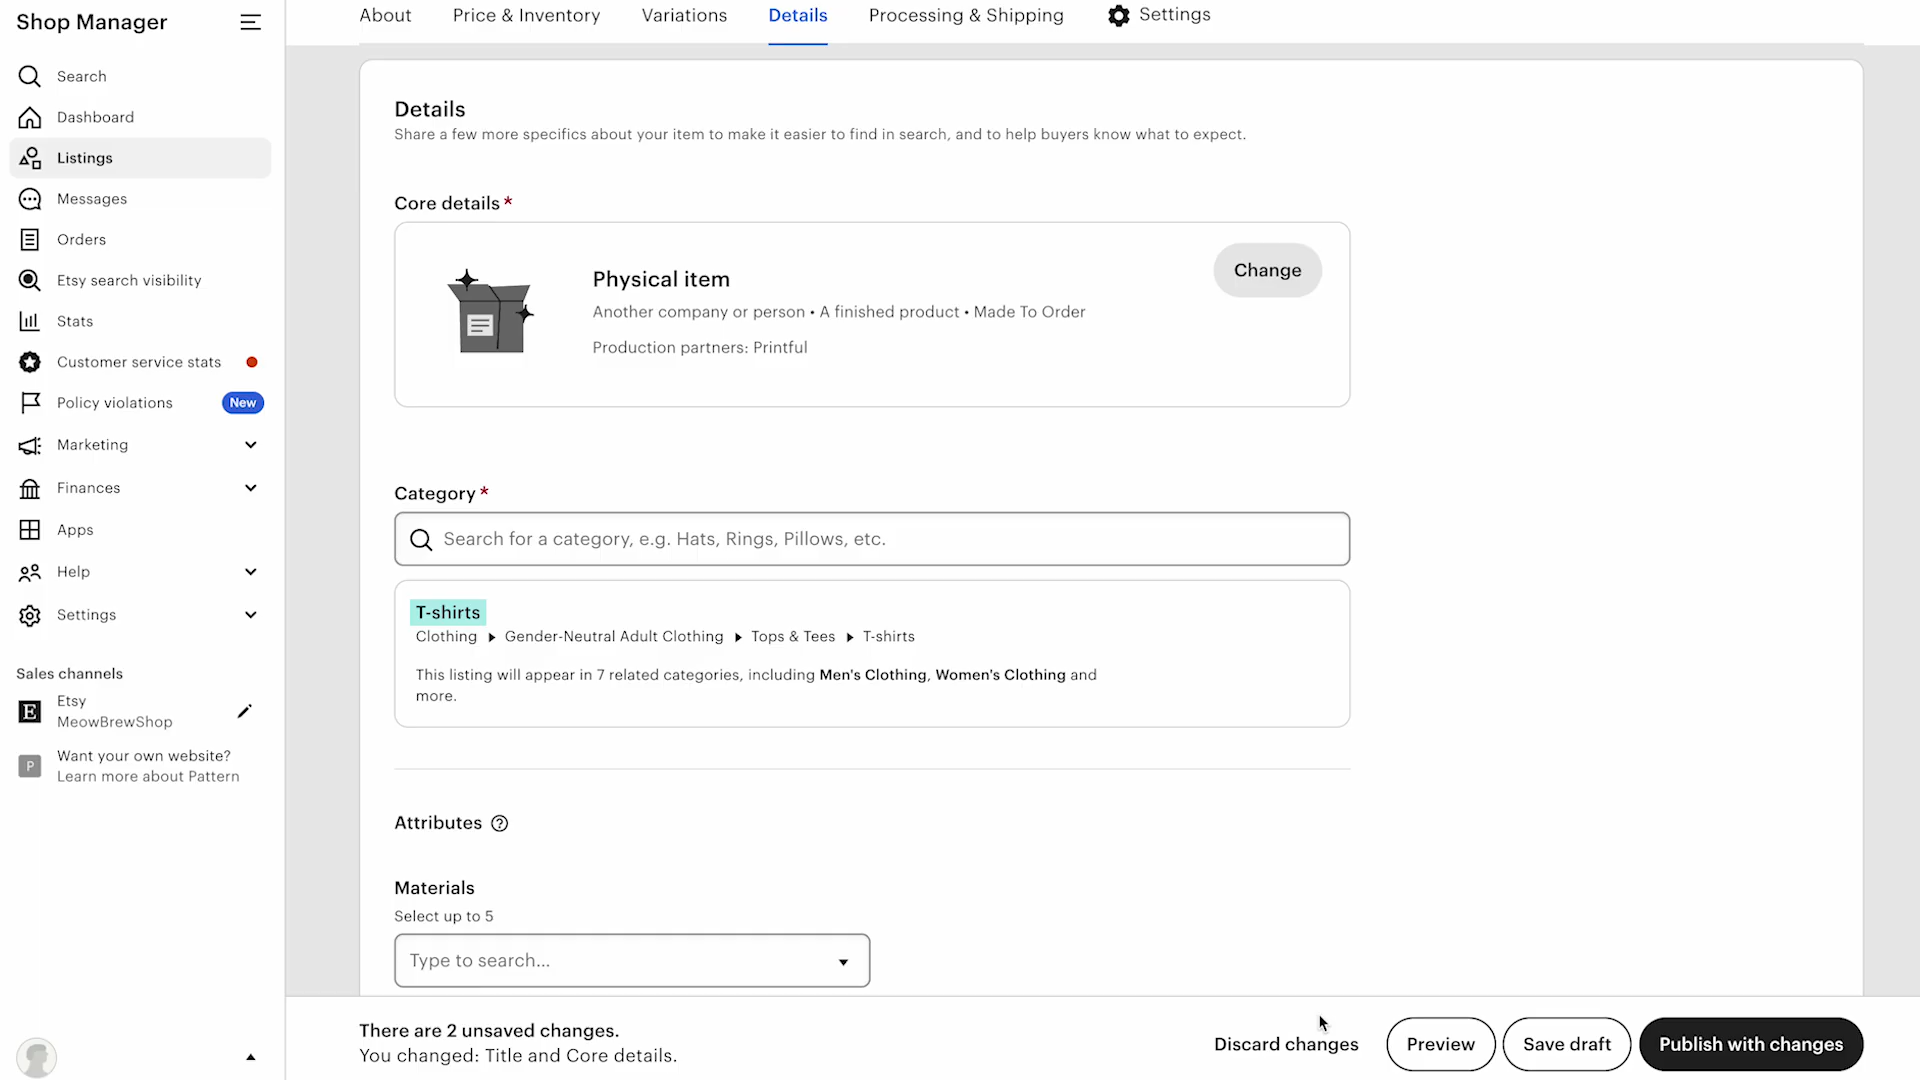 Shop Manager
Search
Dashboard
Listings
Messages
Orders
Etsy search visibility
Stats
Customer service stats
Policy violations New
Marketing
Finances
Apps
Help
Settings
Sales channels
E Etsy
MeowBrewShop
P Want your own website?
Learn more about Pattern
About Price & Inventory Variations Details Processing & Shipping Settings
Details
Share a few more specifics about your item to make it easier to find in search, and to help buyers know what to expect.
Core details *
Physical item
Another company or person • A finished product • Made To Order
Production partners: Printful
Change
Category *
Search for a category, e.g. Hats, Rings, Pillows, etc.
T-shirts
Clothing ▸ Gender-Neutral Adult Clothing ▸ Tops & Tees ▸ T-shirts
This listing will appear in 7 related categories, including Men's Clothing, Women's Clothing and
more.
Attributes ?
Materials
Select up to 5
Type to search...
There are 2 unsaved changes.
You changed: Title and Core details.
Discard changes Preview Save draft Publish with changes